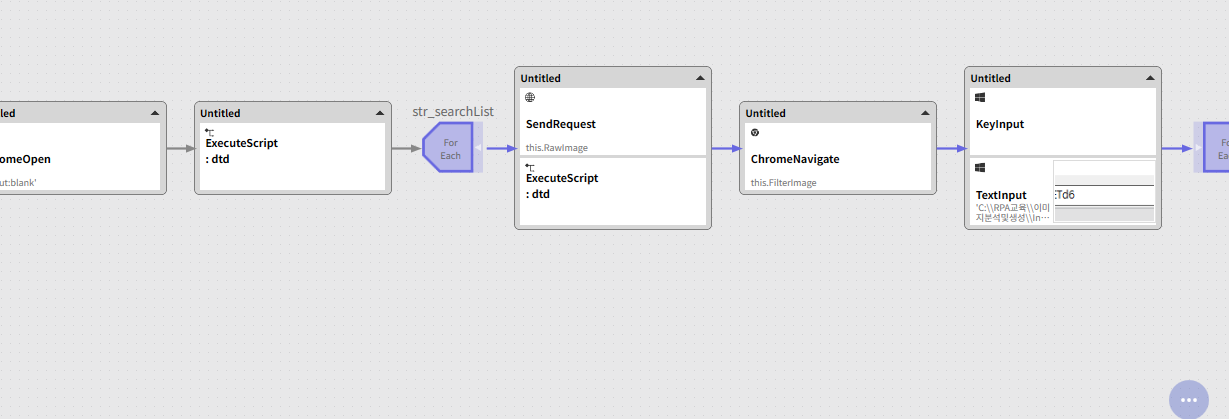 led
omeOpen
ut:blank'
Untitled
ExecuteScript
: dtd
str_searchList
For
Each
Untitled
SendRequest
this.RawImage
ExecuteScript
: dtd
Untitled
ChromeNavigate
this.FilterImage
Untitled
KeyInput
TextInput
'C:\\RPA교육\\이미
지분석및생성\\In…
:Td6
Fo
Eac